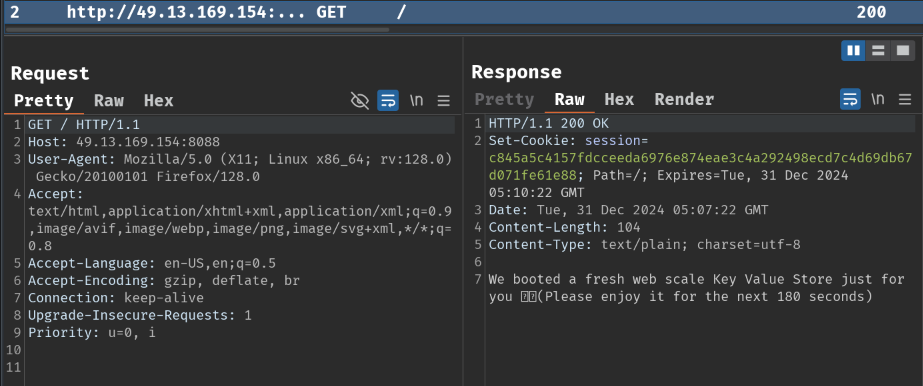 2 http://49.13.169.154:... GET / 200
Request
Pretty Raw Hex \n
1 GET / HTTP/1.1
2 Host: 49.13.169.154:8088
3 User-Agent: Mozilla/5.0 (X11; Linux x86_64; rv:128.0)
Gecko/20100101 Firefox/128.0
4 Accept:
text/html,application/xhtml+xml,application/xml;q=0.9
,image/avif,image/webp,image/png,image/svg+xml,*/*;q=
0.8
5 Accept-Language: en-US,en;q=0.5
6 Accept-Encoding: gzip, deflate, br
7 Connection: keep-alive
8 Upgrade-Insecure-Requests: 1
9 Priority: u=0, i
10
11
Response
Pretty Raw Hex Render \n
1 HTTP/1.1 200 OK
2 Set-Cookie: session=
c845a5c4157fdcceeda6976e874eae3c4a292498ecd7c4d69db67
d071fe61e88; Path=/; Expires=Tue, 31 Dec 2024
05:10:22 GMT
3 Date: Tue, 31 Dec 2024 05:07:22 GMT
4 Content-Length: 104
5 Content-Type: text/plain; charset=utf-8
6
7 We booted a fresh web scale Key Value Store just for
you (Please enjoy it for the next 180 seconds)